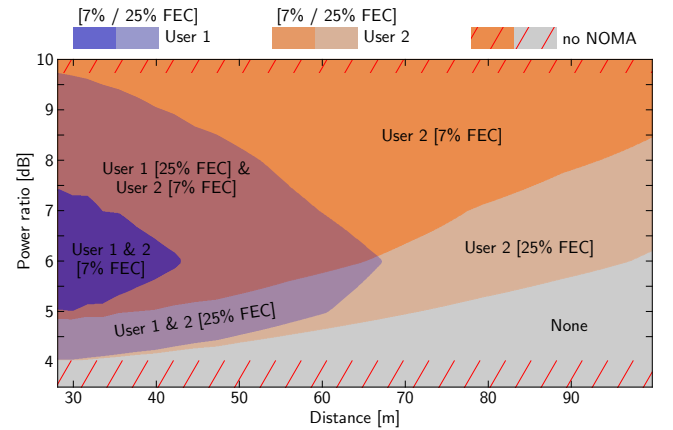 [7% / 25% FEC]
[7% / 25% FEC]
User 1
User 2
no NOMA
10
9
8
7
6
5
4
Power ratio [dB]
User 2 [7% FEC]
User 1 [25% FEC] &
User 2 [7% FEC]
User 1 & 2
[7% FEC]
User 2 [25% FEC]
User 1 & 2 [25% FEC]
None
30
40
50
60
70
80
90
Distance [m]